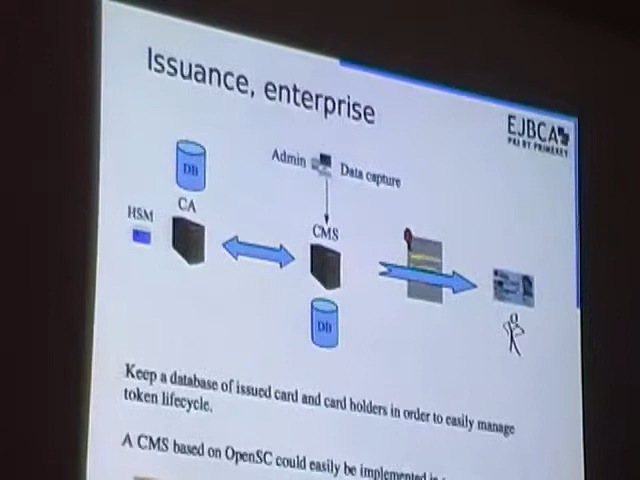 Issuance, enterprise
EJBCA
PKI BY PRIMEKEY
DB
Admin
Data capture
HSM
CA
CMS
DB
Keep a database of issued card and card holders in order to easily manage
token lifecycle.
A CMS based on OpenSC could easily be implemented